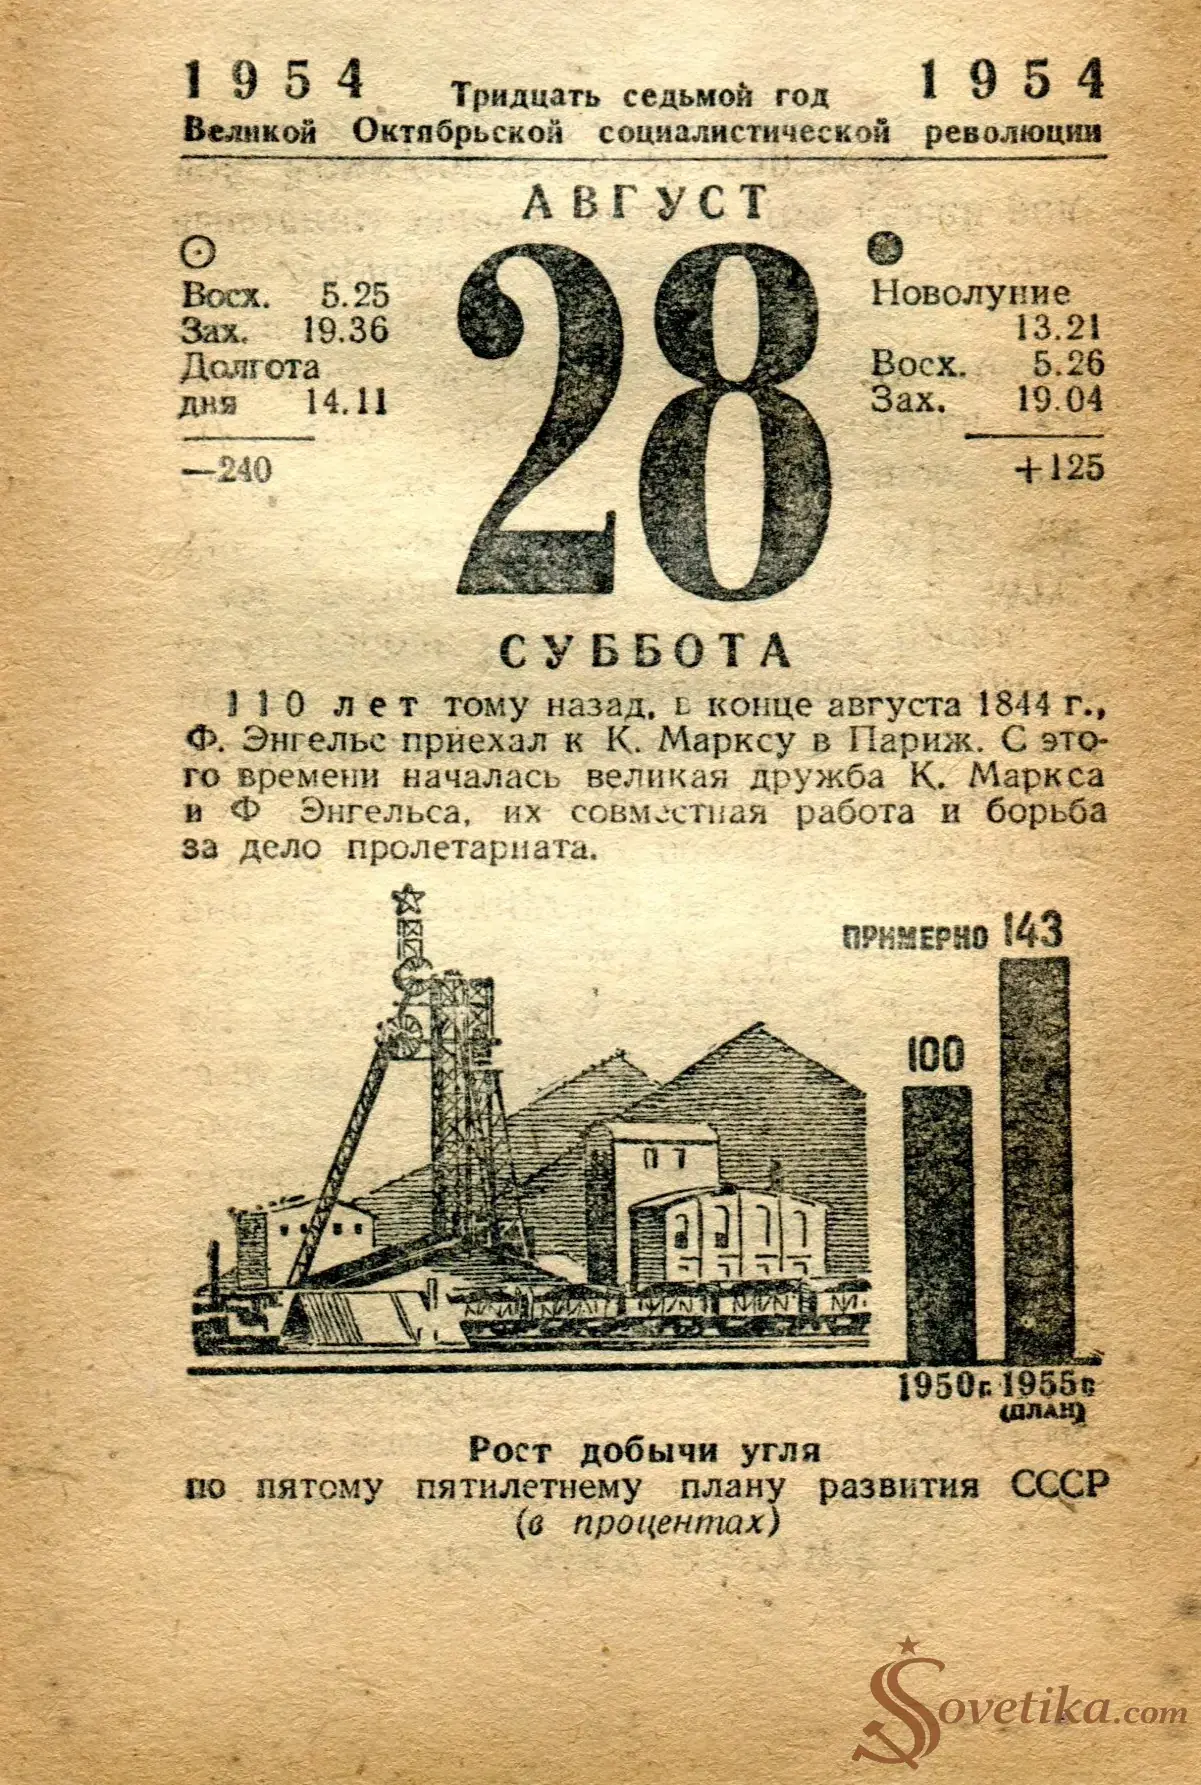 1954 Тридцать седьмой год 1954
Великой Октябрьской социалистической революции
АВГУСТ
Восх. 5.25
Зах. 19.36
Долгота
дня 14.11
—240
28
Новолуние
13.21
Восх. 5.26
Зах. 19.04
+125
СУББОТА
110 лет тому назад, в конце августа 1844 г.,
Ф. Энгельс приехал к К. Марксу в Париж. С это-
го времени началась великая дружба К. Маркса
и Ф Энгельса, их совместная работа и борьба
за дело пролетариата.
ПРИМЕРНО 143
100
1950г. 1955г
(ПЛАН)
Рост добычи угля
по пятому пятилетнему плану развития СССР
(в процентах)
Sovetika.com